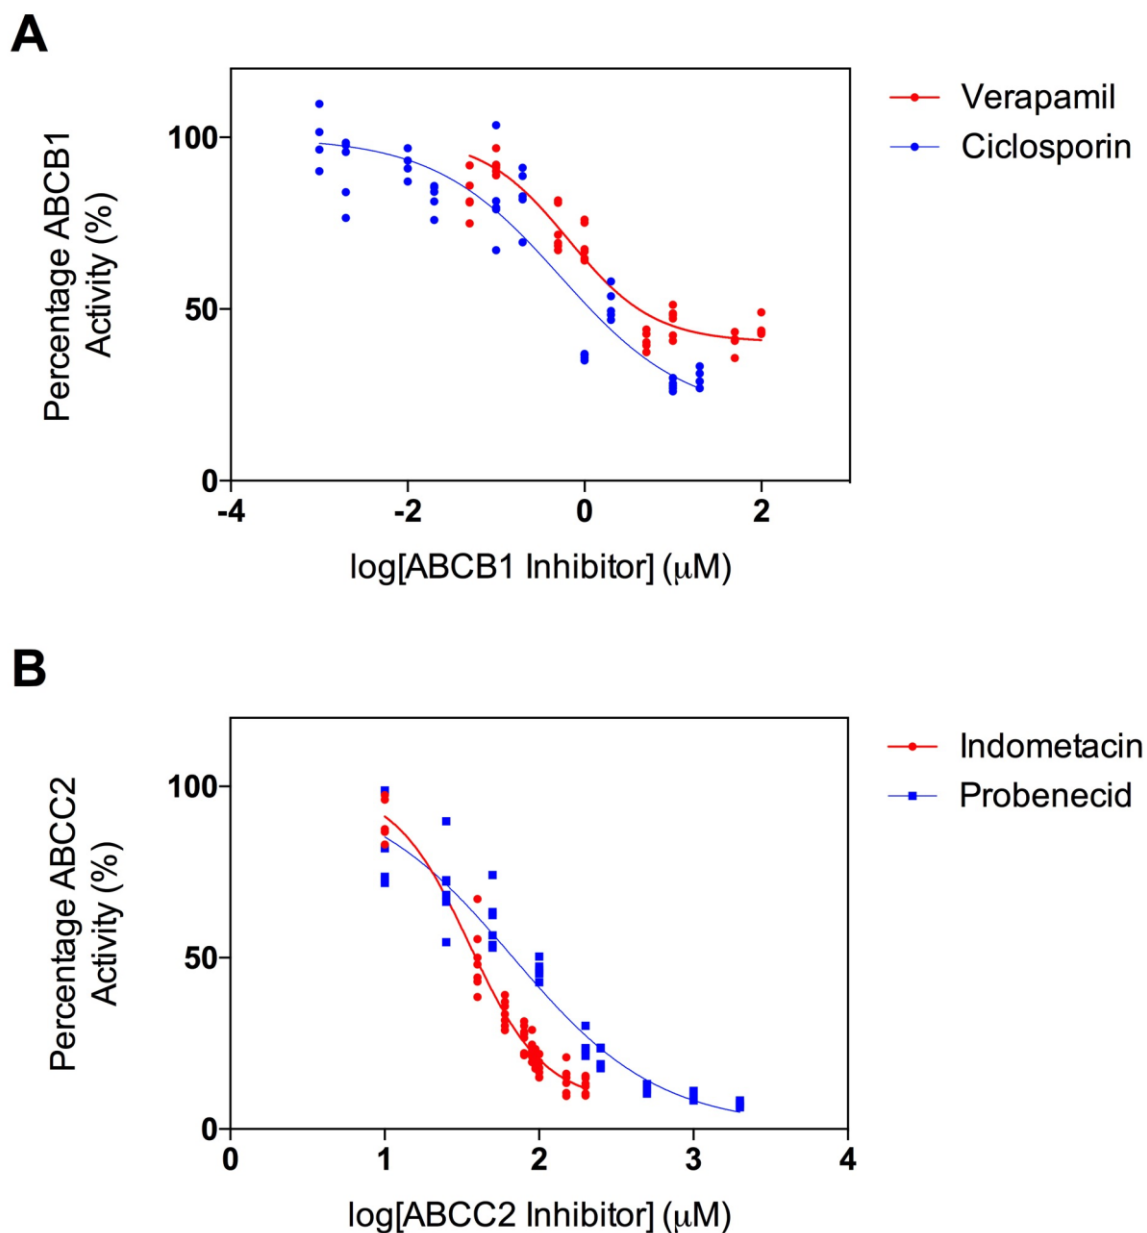 A
Percentage ABCB1
Activity (%)
100
50
0
-4
-2
0
2
log[ABCB1 Inhibitor] (μM)
Verapamil
Ciclosporin
B
Percentage ABCC2
Activity (%)
100
50
0
0
1
2
3
4
log[ABCC2 Inhibitor] (μM)
Indometacin
Probenecid